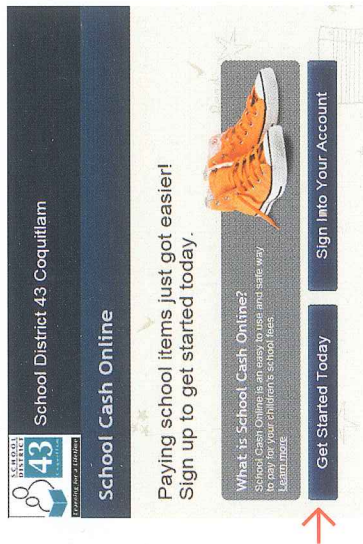 SCHOOL
DISTRICT
43
Coquitlam
Learning for a Lifetime
School District 43 Coquitlam
School Cash Online
Paying school items just got easier!
Sign up to get started today.
What is School Cash Online?
School Cash Online is an easy to use and safe way
to pay for your children's school fees
Learn more
Get Started Today
Sign Into Your Account